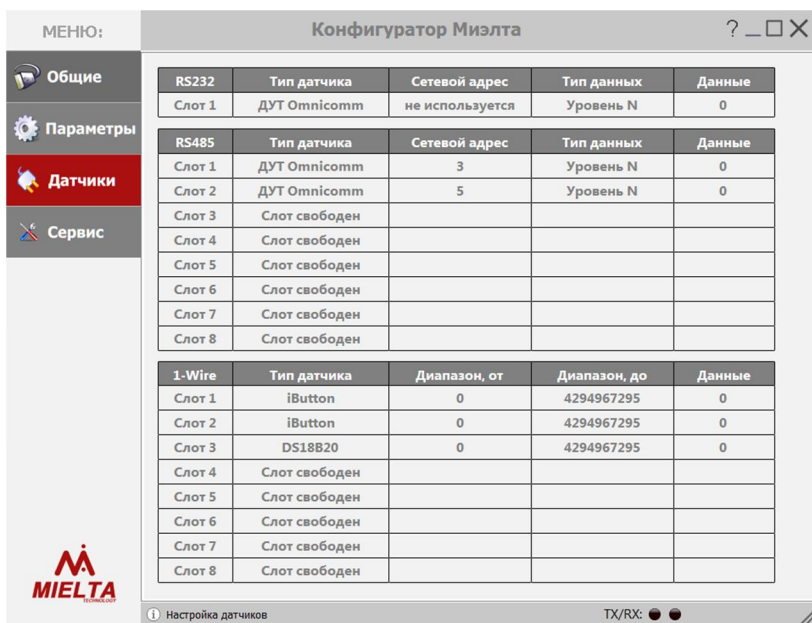 МЕНЮ: Конфигуратор Миэлта ?
Общие
Параметры
Датчики
Сервис
RS232 Тип датчика Сетевой адрес Тип данных Данные
Слот 1 ДУТ Omnicomm не используется Уровень N 0
RS485 Тип датчика Сетевой адрес Тип данных Данные
Слот 1 ДУТ Omnicomm 3 Уровень N 0
Слот 2 ДУТ Omnicomm 5 Уровень N 0
Слот 3 Слот свободен
Слот 4 Слот свободен
Слот 5 Слот свободен
Слот 6 Слот свободен
Слот 7 Слот свободен
Слот 8 Слот свободен
1-Wire Тип датчика Диапазон, от Диапазон, до Данные
Слот 1 iButton 0 4294967295 0
Слот 2 iButton 0 4294967295 0
Слот 3 DS18B20 0 4294967295 0
Слот 4 Слот свободен
Слот 5 Слот свободен
Слот 6 Слот свободен
Слот 7 Слот свободен
Слот 8 Слот свободен
MIELTA
TECHNOLOGY
Настройка датчиков TX/RX: